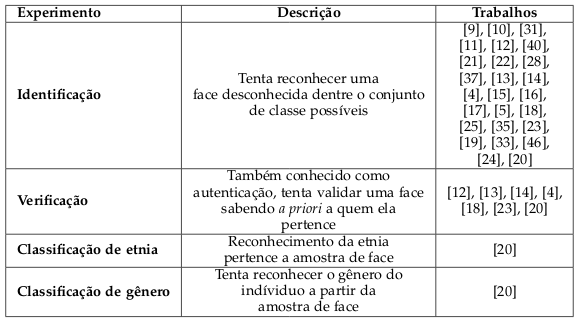 Experimento Descrição Trabalhos
Identificação
Tenta reconhecer uma
face desconhecida dentre o conjunto
de classe possíveis
[9], [10], [31],
[11], [12], [40],
[21], [22], [28],
[37], [13], [14],
[4], [15], [16],
[17], [5], [18],
[25], [35], [23],
[19], [33], [46],
[24], [20]
Verificação
Também conhecido como
autenticação, tenta validar uma face
sabendo a priori a quem ela
pertence
[12], [13], [14], [4],
[18], [23], [20]
Classificação de etnia
Reconhecimento da etnia
pertence a amostra de face
[20]
Classificação de gênero
Tenta reconhecer o gênero do
indíviduo a partir da
amostra de face
[20]